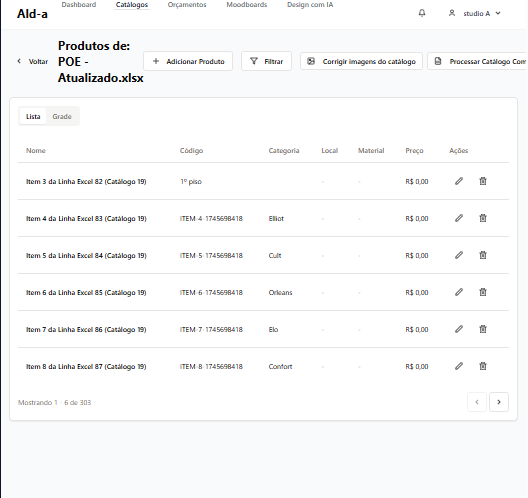 Ald-a
Dashboard
Catálogos
Orçamentos
Moodboards
Design com IA
studio A
Voltar
Produtos de:
POE -
Atualizado.xlsx
Adicionar Produto
Filtrar
Corrigir imagens do catálogo
Processar Catálogo Com
Lista Grade
Nome Código Categoria Local Material Preço Ações
Item 3 da Linha Excel 82 (Catálogo 19) 1º piso - - R$ 0,00
Item 4 da Linha Excel 83 (Catálogo 19) ITEM-4-1745698418 Elliot - - R$ 0,00
Item 5 da Linha Excel 84 (Catálogo 19) ITEM-5-1745698418 Cult - - R$ 0,00
Item 6 da Linha Excel 85 (Catálogo 19) ITEM-6-1745698418 Orleans - - R$ 0,00
Item 7 da Linha Excel 86 (Catálogo 19) ITEM-7-1745698418 Elo - - R$ 0,00
Item 8 da Linha Excel 87 (Catálogo 19) ITEM-8-1745698418 Confort - - R$ 0,00
Mostrando 1 - 6 de 303